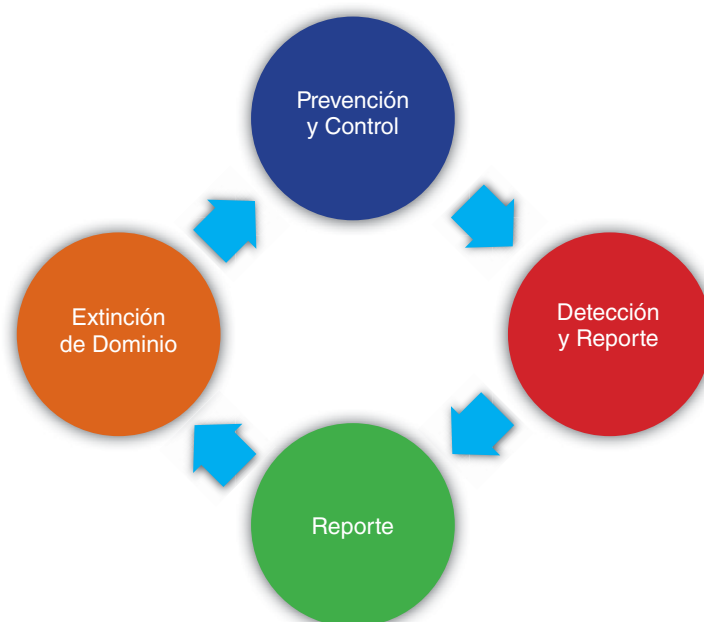 Prevención
y Control
Detección
y Reporte
Reporte
Extinción
de Dominio